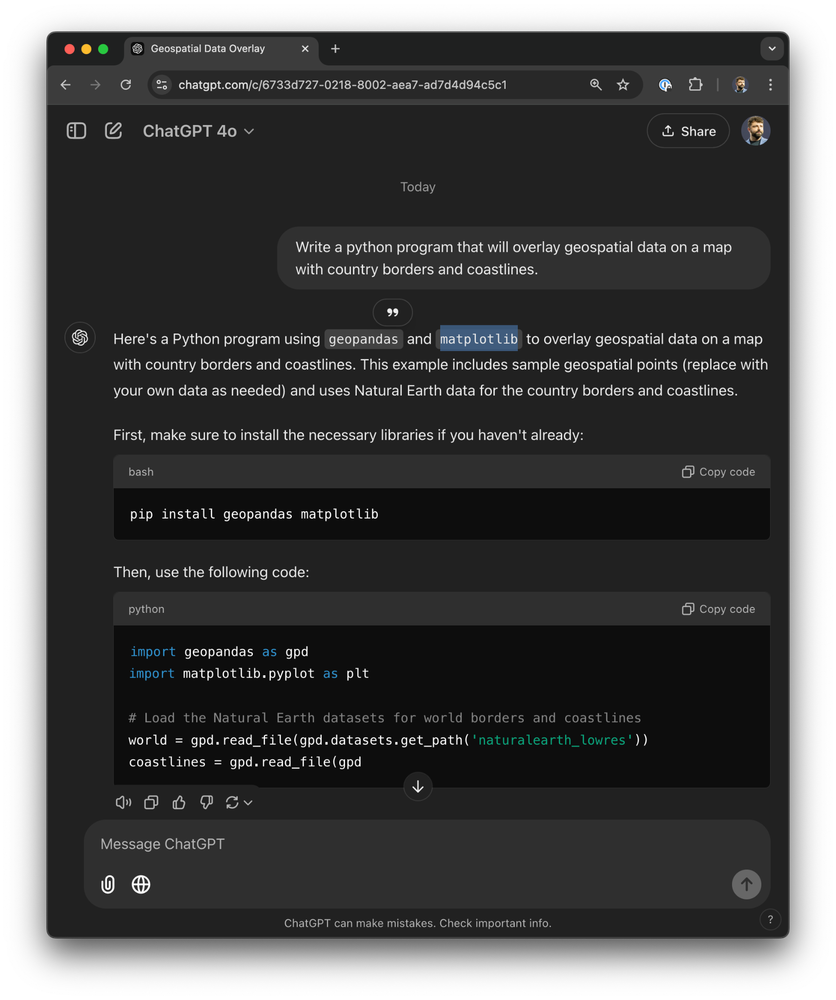 Geospatial Data Overlay
chatgpt.com/c/6733d727-0218-8002-aea7-ad7d4d94c5c1
ChatGPT 4o
Share
Today
Write a python program that will overlay geospatial data on a map
with country borders and coastlines.
Here's a Python program using geopandas and matplotlib to overlay geospatial data on a map
with country borders and coastlines. This example includes sample geospatial points (replace with
your own data as needed) and uses Natural Earth data for the country borders and coastlines.
First, make sure to install the necessary libraries if you haven't already:
bash
Copy code
pip install geopandas matplotlib
Then, use the following code:
python
Copy code
import geopandas as gpd
import matplotlib.pyplot as plt
# Load the Natural Earth datasets for world borders and coastlines
world = gpd.read_file(gpd.datasets.get_path('naturalearth_lowres'))
coastlines = gpd.read_file(gpd
Message ChatGPT
ChatGPT can make mistakes. Check important info.
?